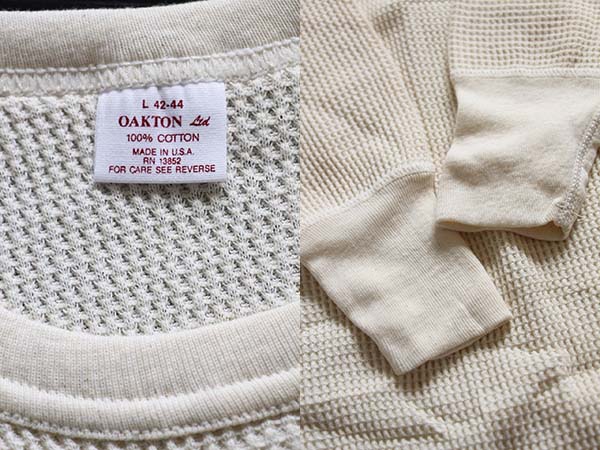 L 42-44
OAKTON Ltd
100% COTTON
MADE IN U.S.A.
RN 13852
FOR CARE SEE REVERSE